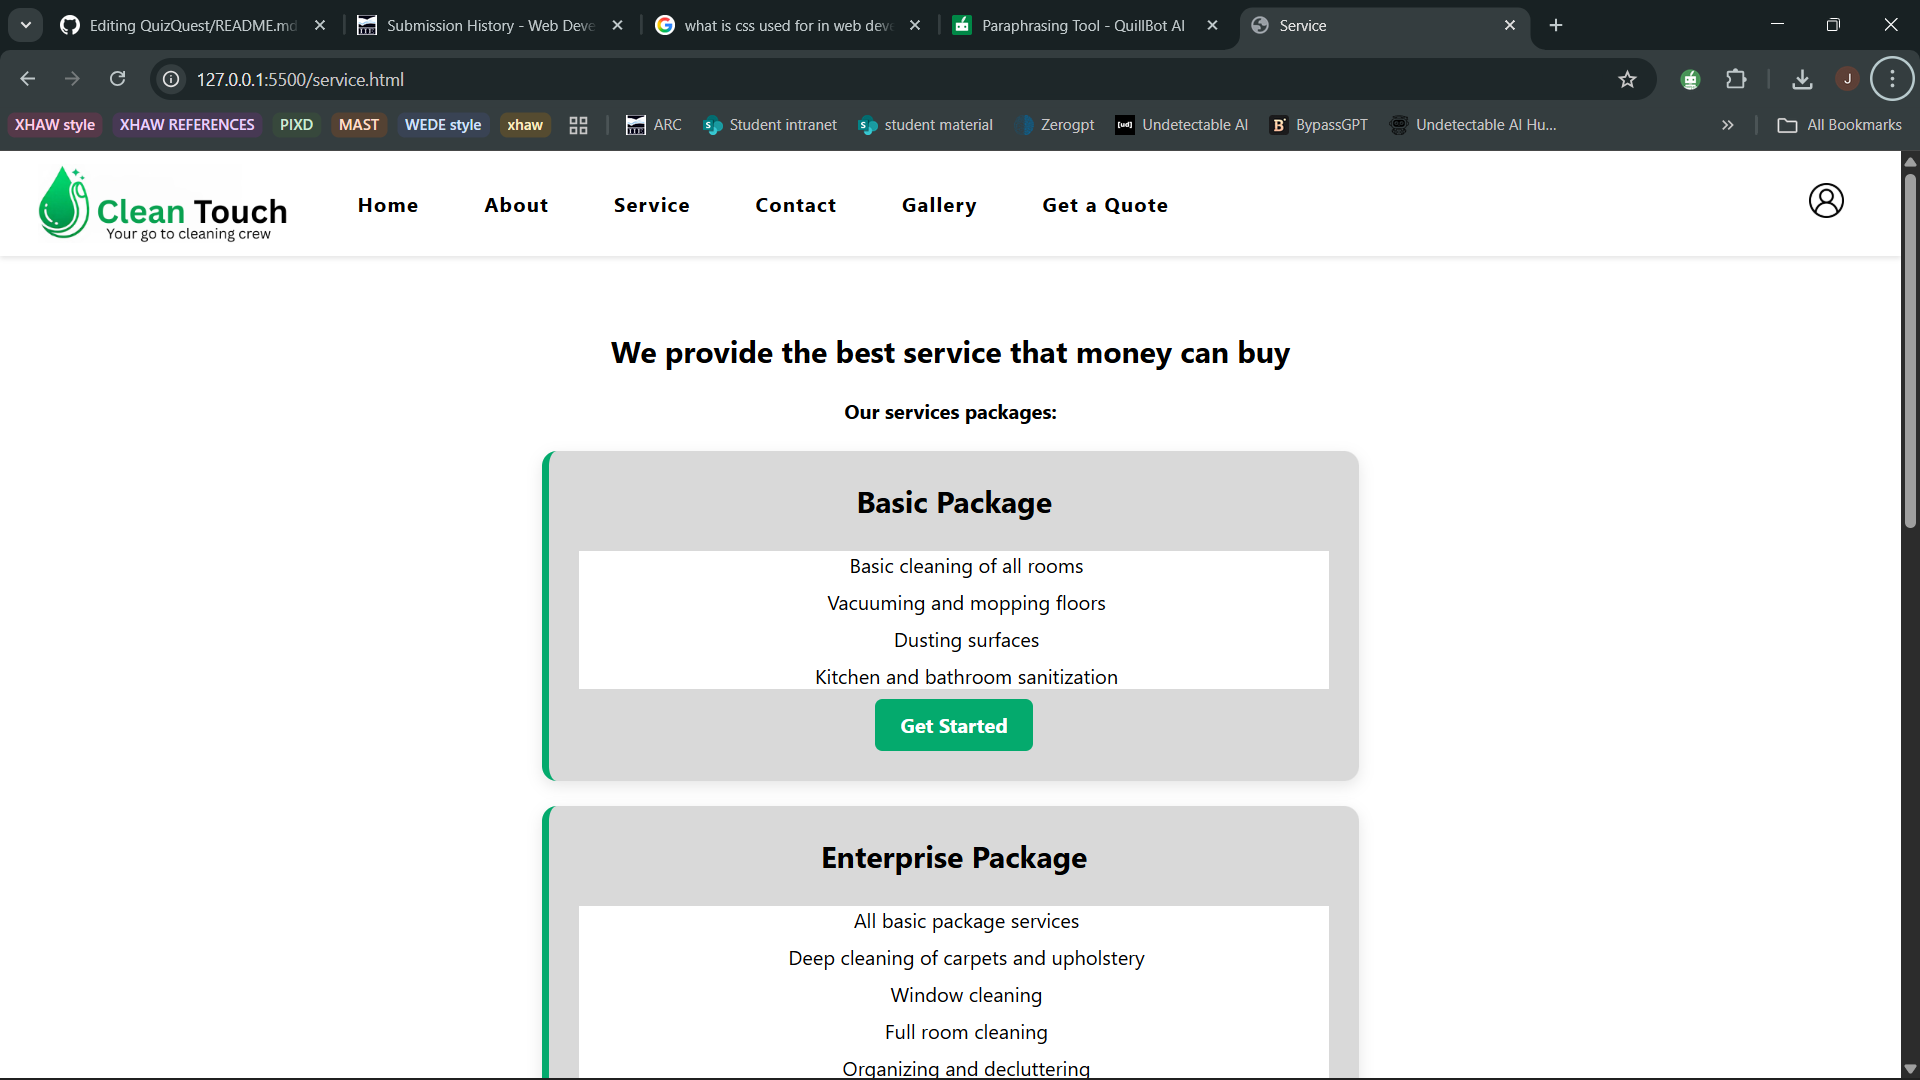 Editing QuizQuest/README.md
Submission History - Web Deve
what is css used for in web deve
Paraphrasing Tool - QuillBot AI
Service
127.0.0.1:5500/service.html
J
XHAW style
XHAW REFERENCES
PIXD
MAST
WEDE style
xhaw
ARC
Student intranet
student material
Zerogpt
Undetectable AI
BypassGPT
Undetectable AI Hu...
All Bookmarks
Clean Touch
Your go to cleaning crew
Home
About
Service
Contact
Gallery
Get a Quote
We provide the best service that money can buy
Our services packages:
Basic Package
Basic cleaning of all rooms
Vacuuming and mopping floors
Dusting surfaces
Kitchen and bathroom sanitization
Get Started
Enterprise Package
All basic package services
Deep cleaning of carpets and upholstery
Window cleaning
Full room cleaning
Organizing and decluttering